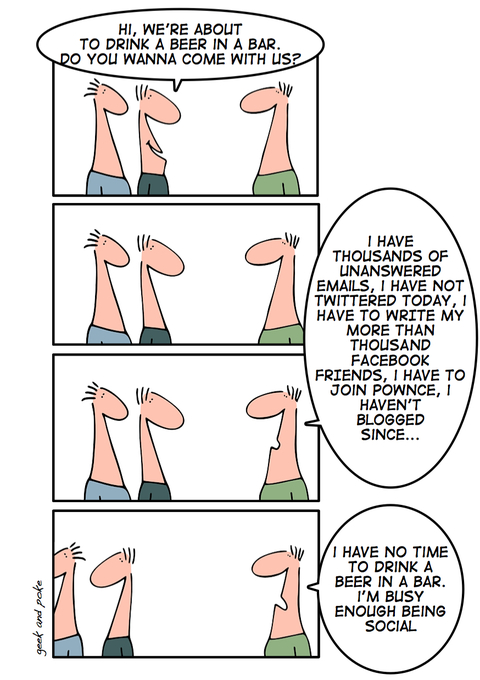 HI, WE'RE ABOUT
TO DRINK A BEER IN A BAR.
DO YOU WANNA COME WITH US?
I HAVE
THOUSANDS OF
UNANSWERED
EMAILS, I HAVE NOT
TWITTERED TODAY, I
HAVE TO WRITE MY
MORE THAN
THOUSAND
FACEBOOK
FRIENDS, I HAVE TO
JOIN POWNCE, I
HAVEN'T
BLOGGED
SINCE...
I HAVE NO TIME
TO DRINK A
BEER IN A BAR.
I'M BUSY
ENOUGH BEING
SOCIAL
geek and poke